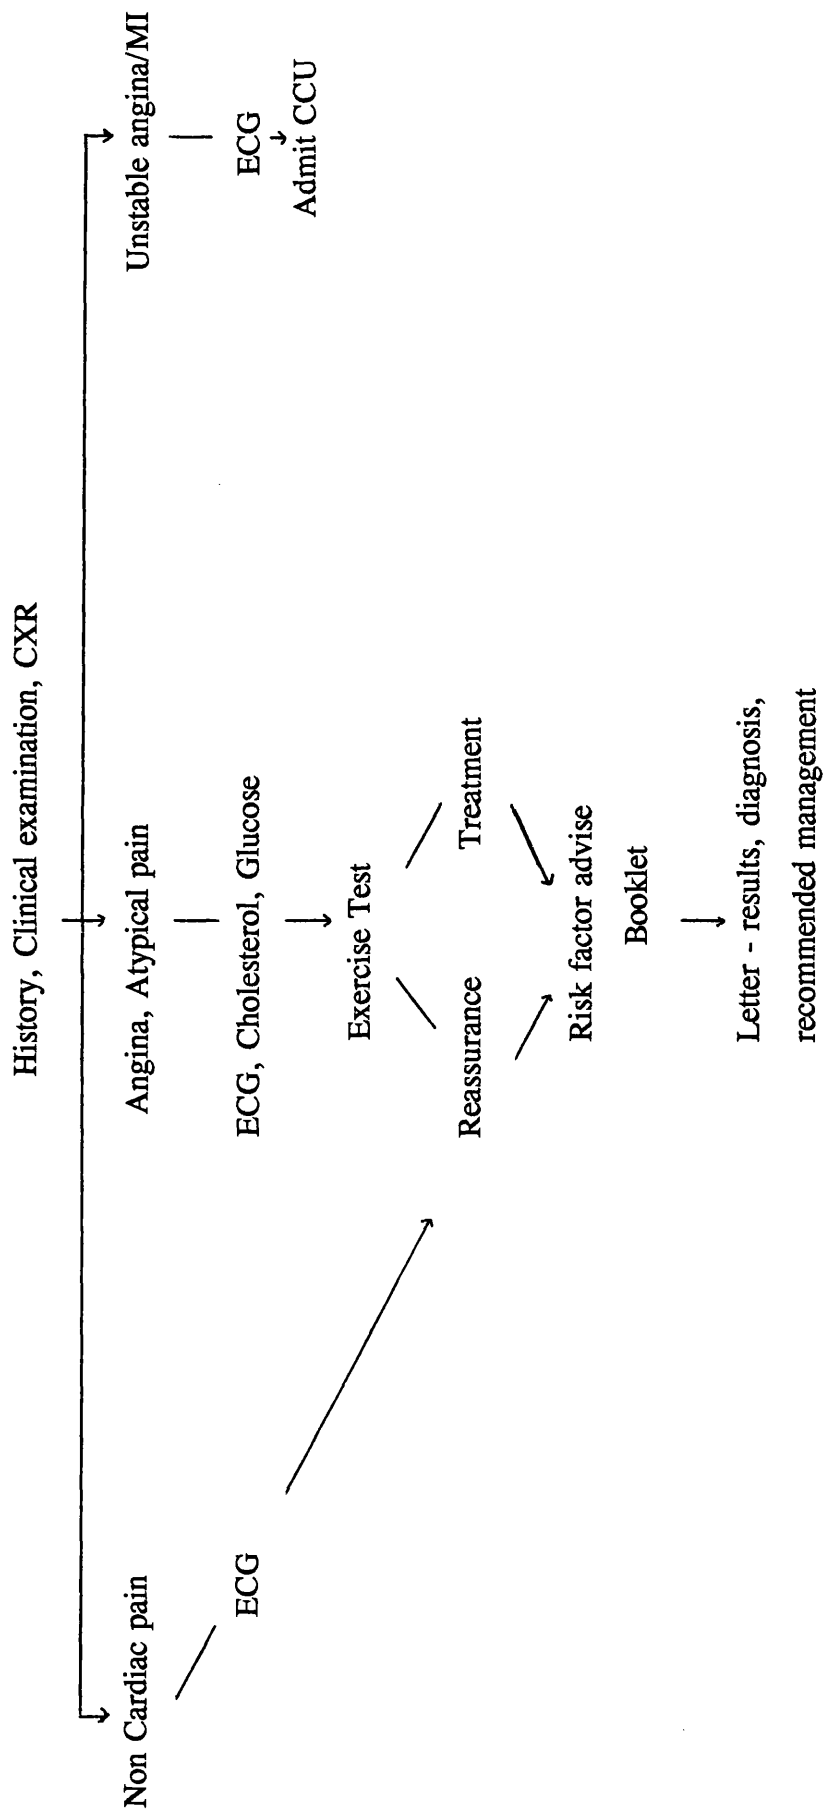 History, Clinical examination, CXR
Non Cardiac pain
Angina, Atypical pain
Unstable angina/MI
ECG
ECG, Cholesterol, Glucose
ECG
Admit CCU
Exercise Test
Reassurance
Treatment
Risk factor advise
Booklet
Letter - results, diagnosis,
recommended management